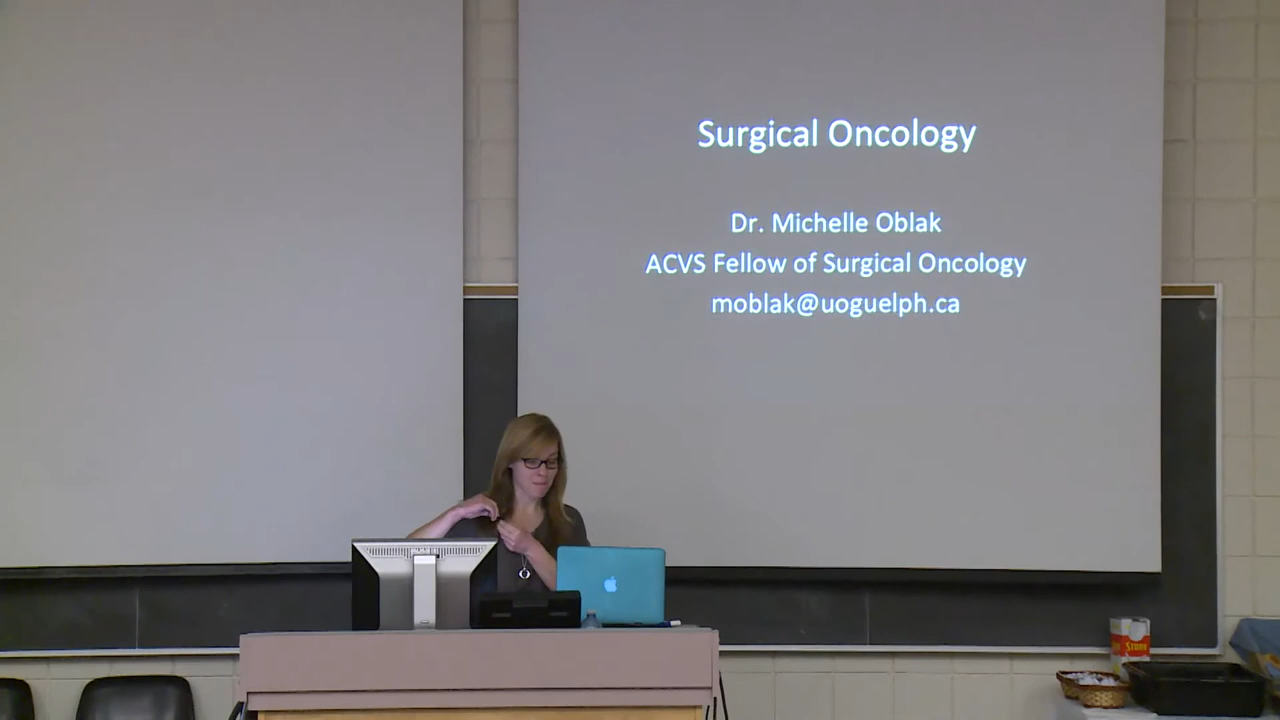 Surgical Oncology
Dr. Michelle Oblak
ACVS Fellow of Surgical Oncology
moblak@uoguelph.ca